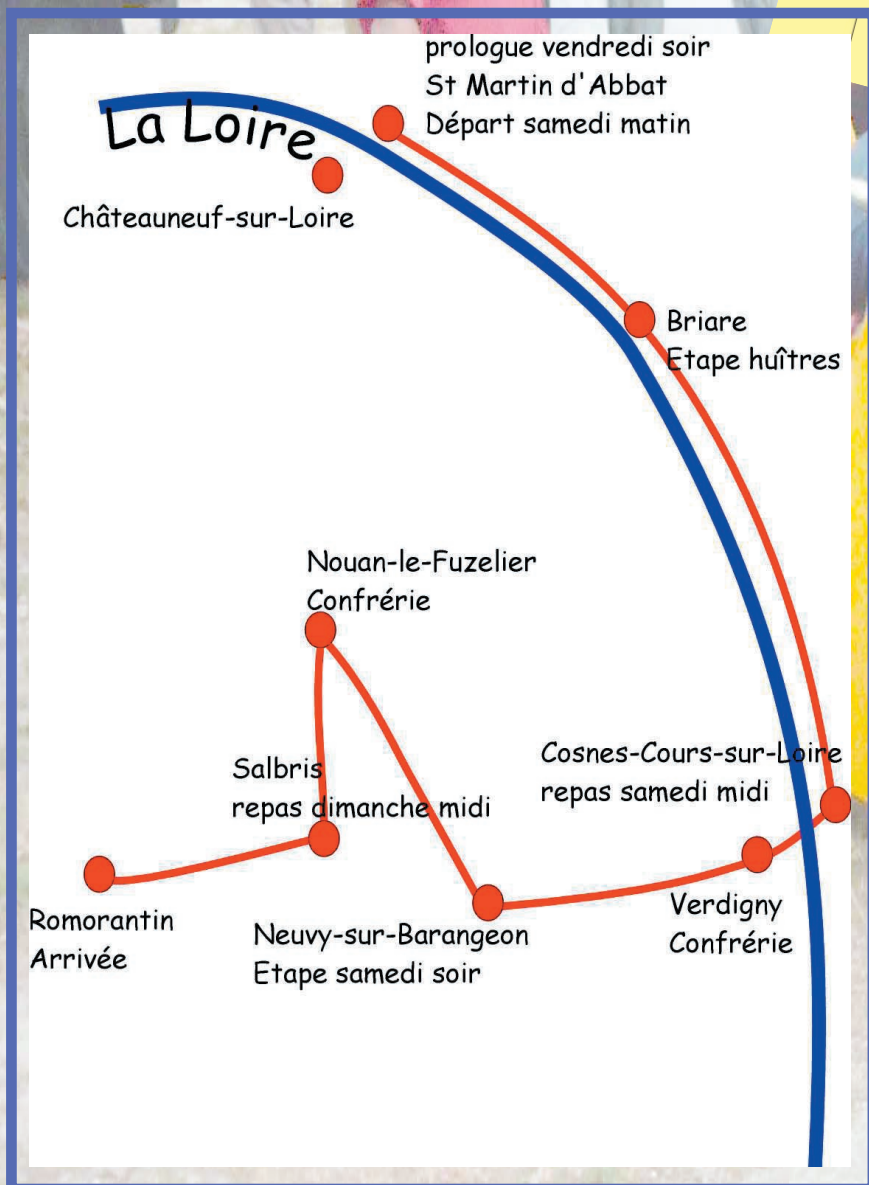 prologue vendredi soir
St Martin d'Abbat
Départ samedi matin
La Loire
Châteauneuf-sur-Loire
Briare
Etape huîtres
Nouan-le-Fuzelier
Confrérie
Cosnes-Cours-sur-Loire
repas samedi midi
Salbris
repas dimanche midi
Verdigny
Confrérie
Romorantin
Arrivée
Neuvy-sur-Barangeon
Etape samedi soir